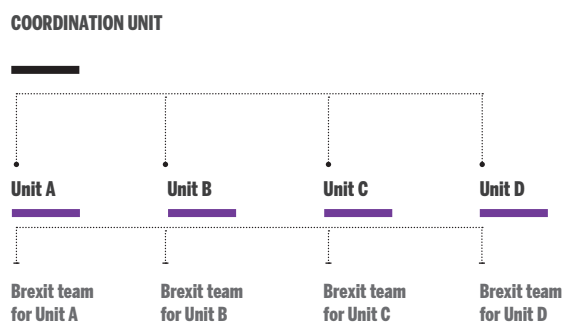 COORDINATION UNIT
Unit A
Unit B
Unit C
Unit D
Brexit team
for Unit A
Brexit team
for Unit B
Brexit team
for Unit C
Brexit team
for Unit D